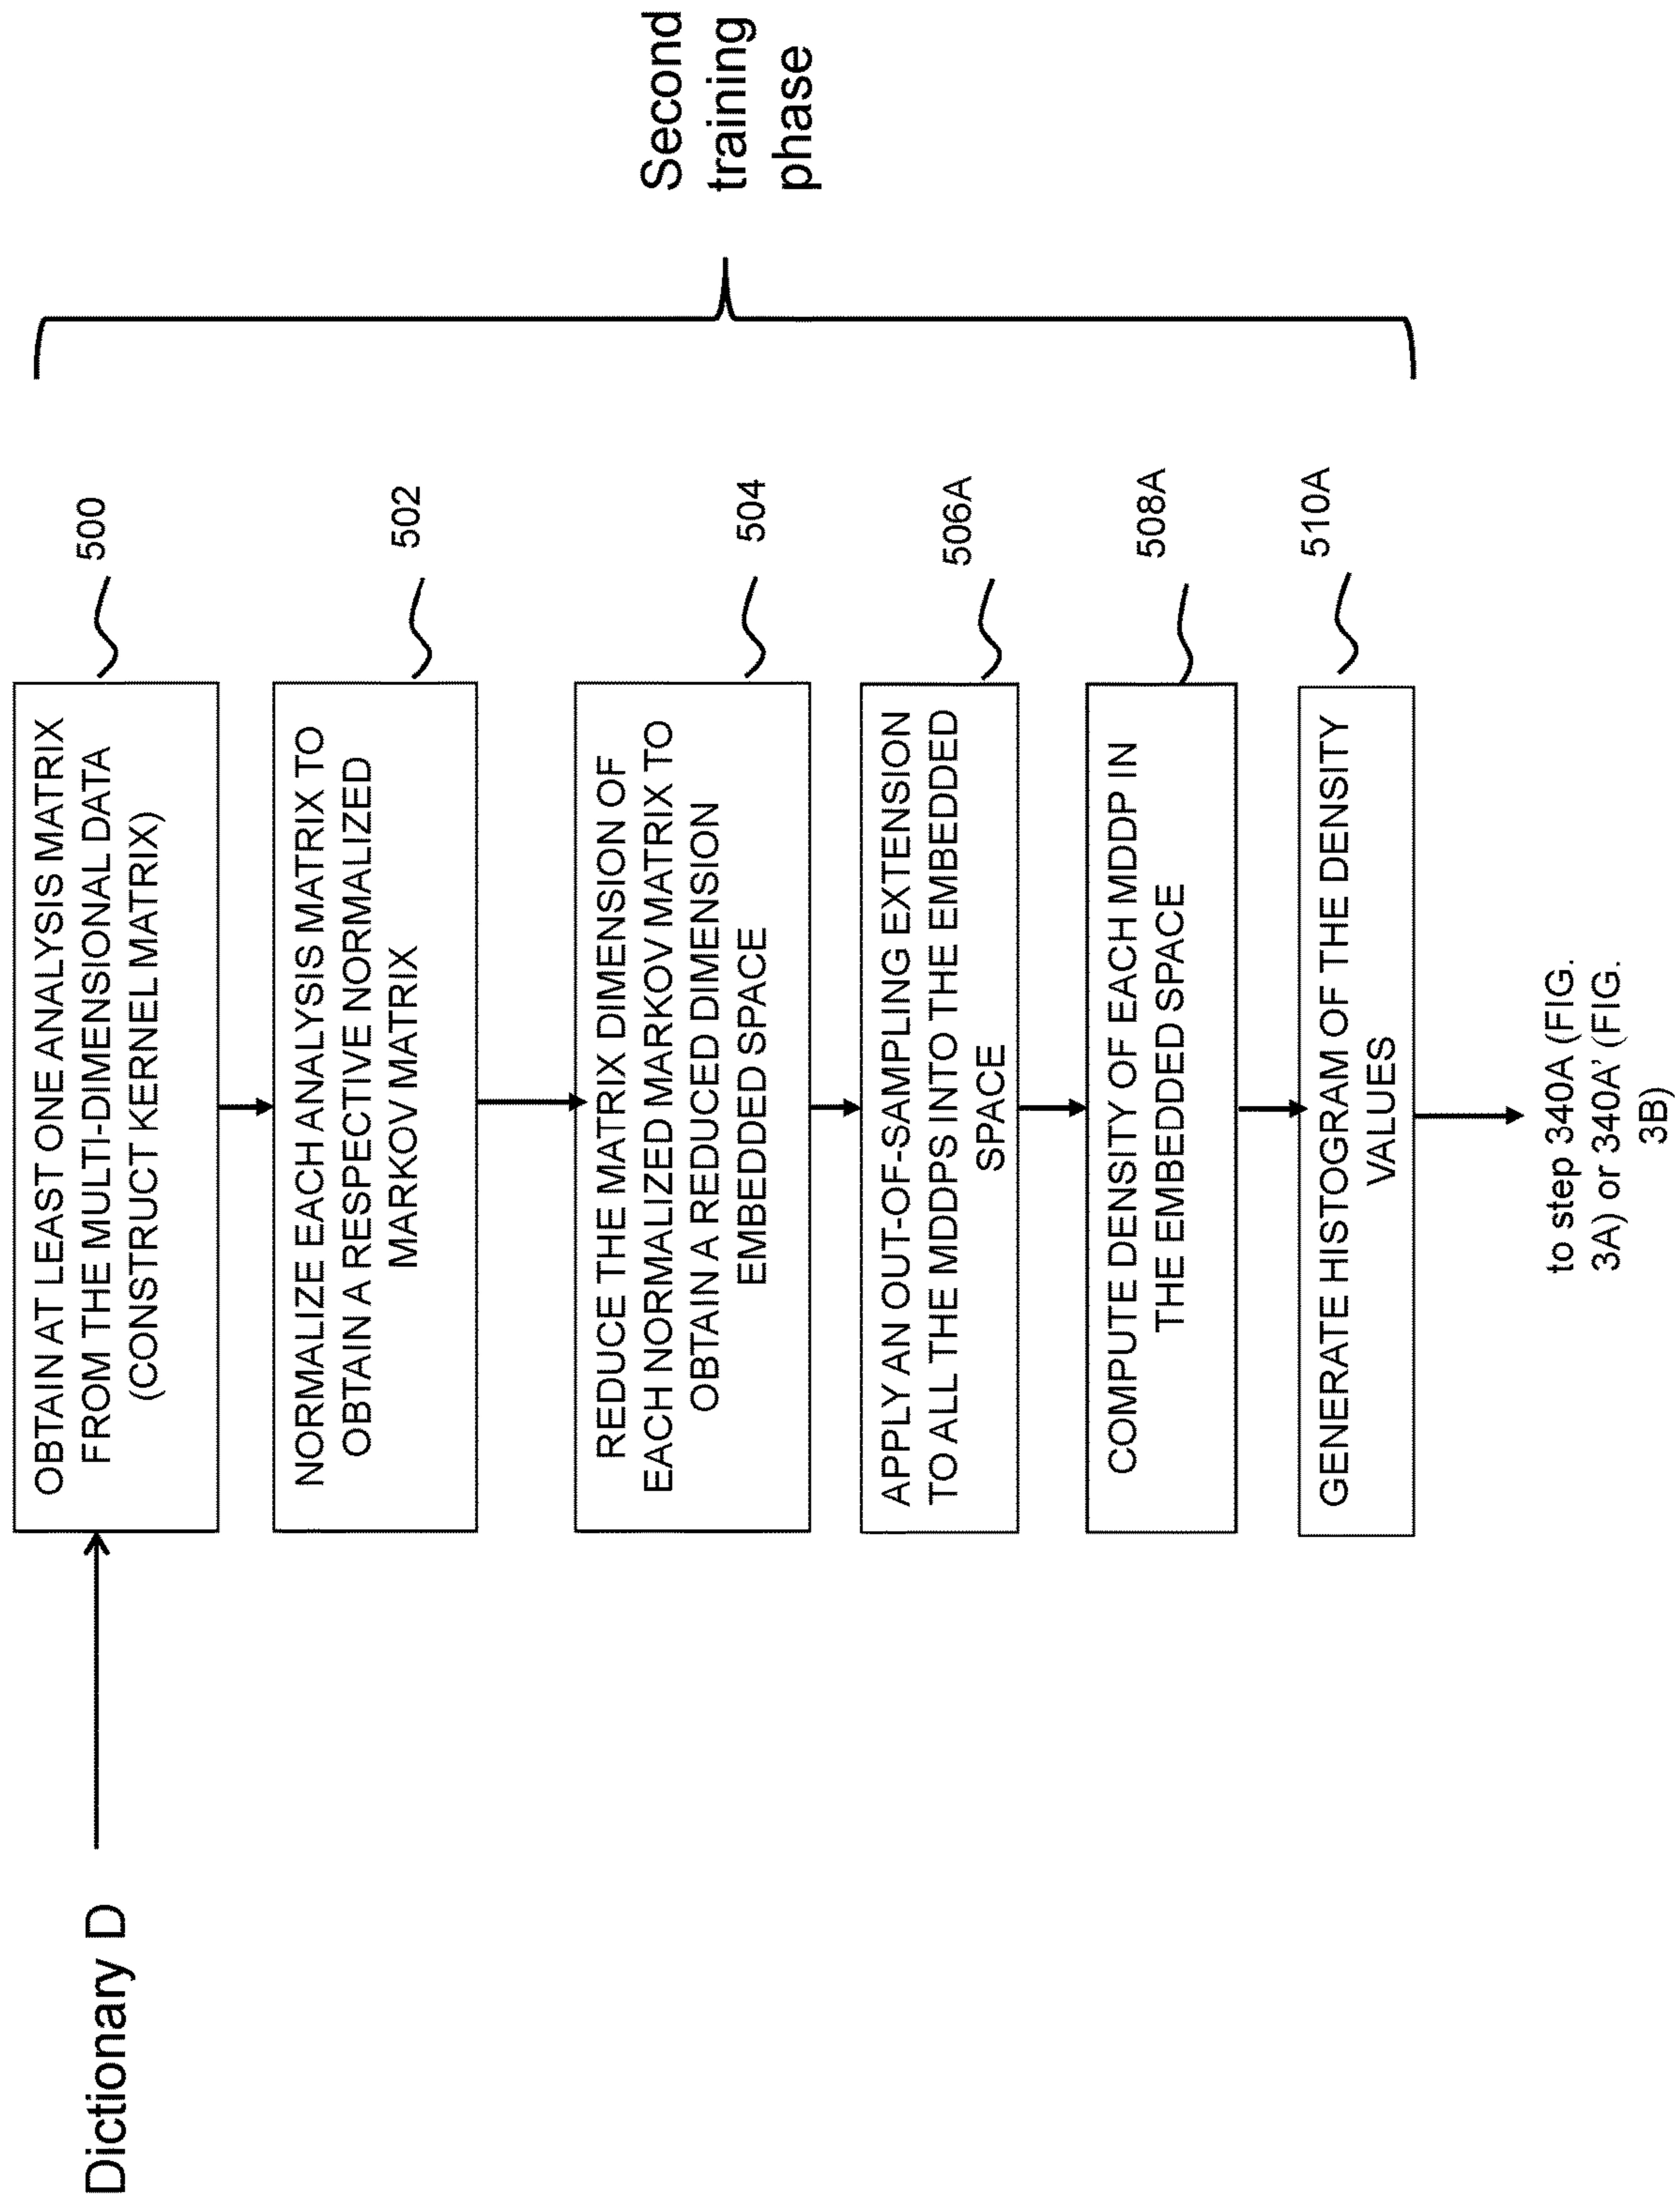 Dictionary D
OBTAIN AT LEAST ONE ANALYSIS MATRIX
FROM THE MULTI-DIMENSIONAL DATA
(CONSTRUCT KERNEL MATRIX)
500
NORMALIZE EACH ANALYSIS MATRIX TO
OBTAIN A RESPECTIVE NORMALIZED
MARKOV MATRIX
502
REDUCE THE MATRIX DIMENSION OF
EACH NORMALIZED MARKOV MATRIX TO
OBTAIN A REDUCED DIMENSION
EMBEDDED SPACE
504
APPLY AN OUT-OF-SAMPLING EXTENSION
TO ALL THE MDDPS INTO THE EMBEDDED
SPACE
506A
COMPUTE DENSITY OF EACH MDDP IN
THE EMBEDDED SPACE
508A
GENERATE HISTOGRAM OF THE DENSITY
VALUES
510A
Second
training
phase
to step 340A (FIG.
3A) or 340A' (FIG.
3B)